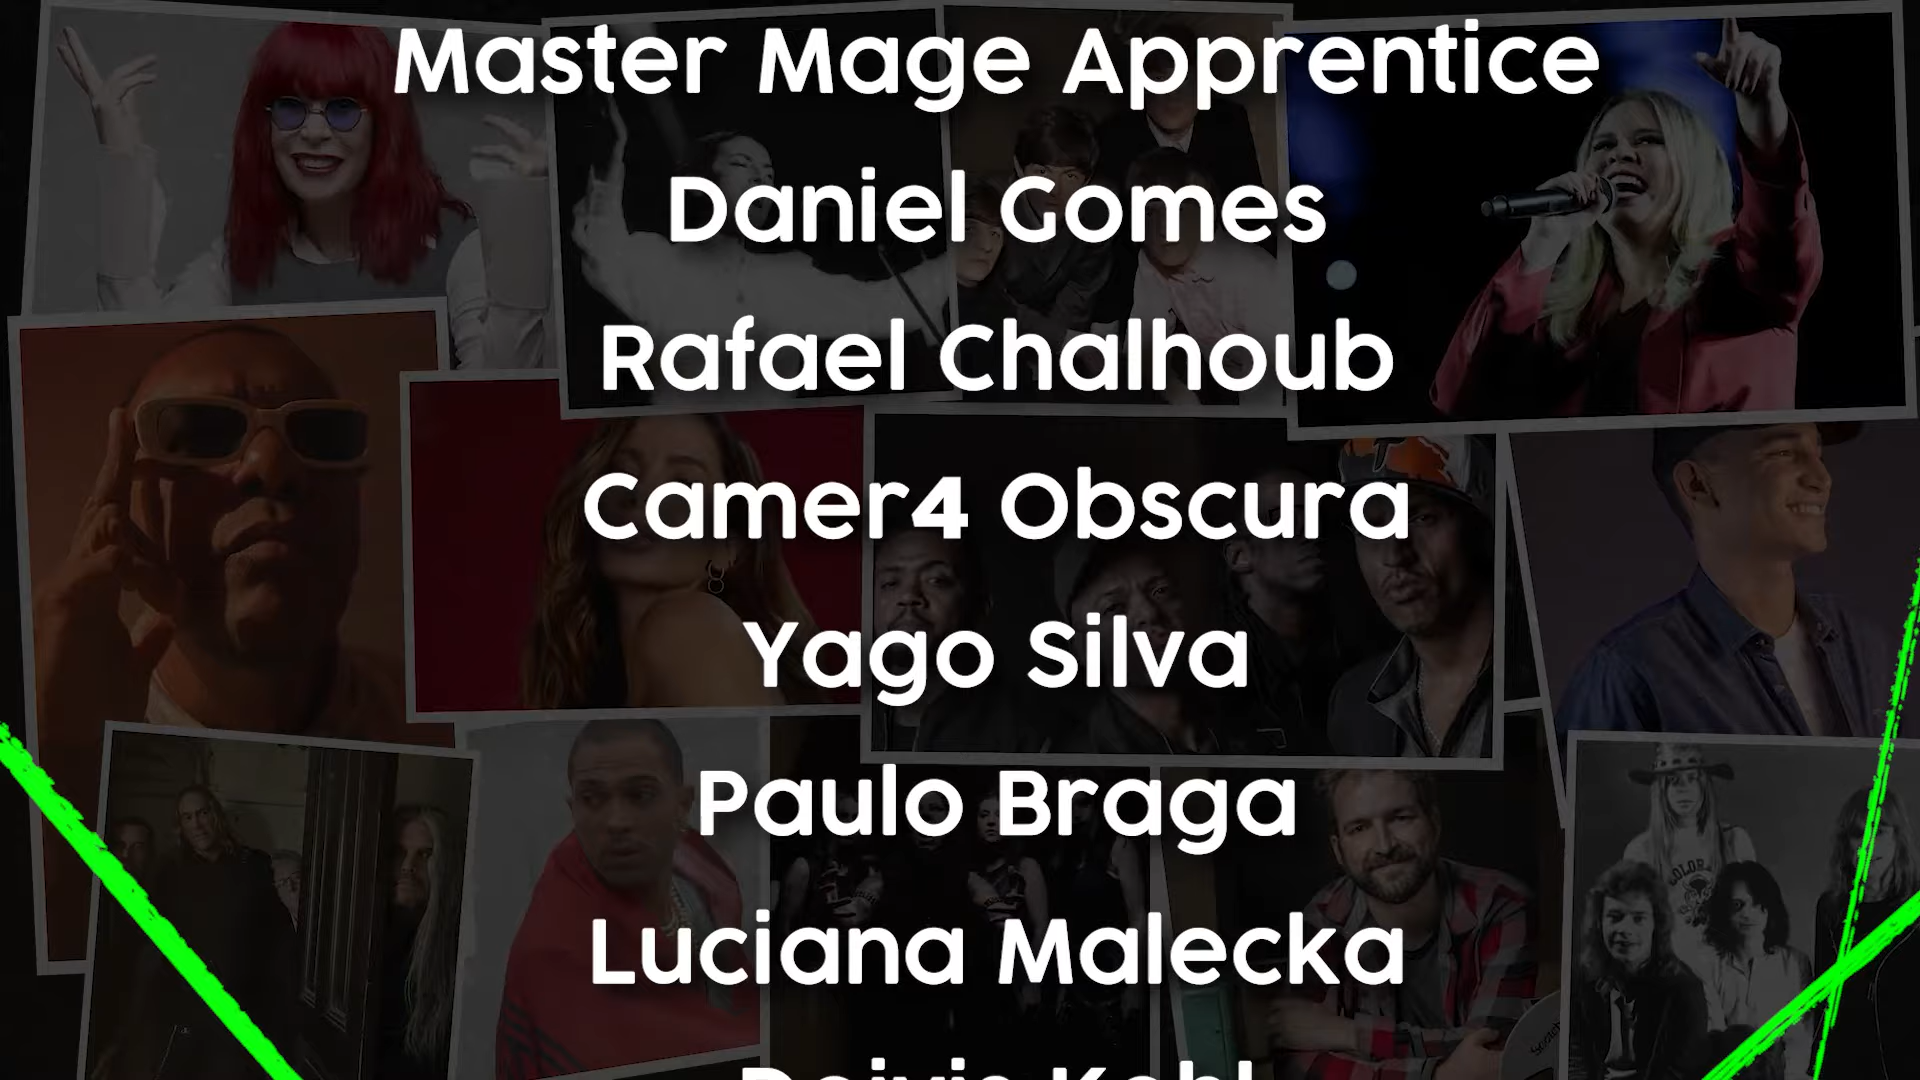 Master Mage Apprentice
Daniel Gomes
Rafael Chalhoub
Camer4 Obscura
Yago Silva
Paulo Braga
Luciana Malecka